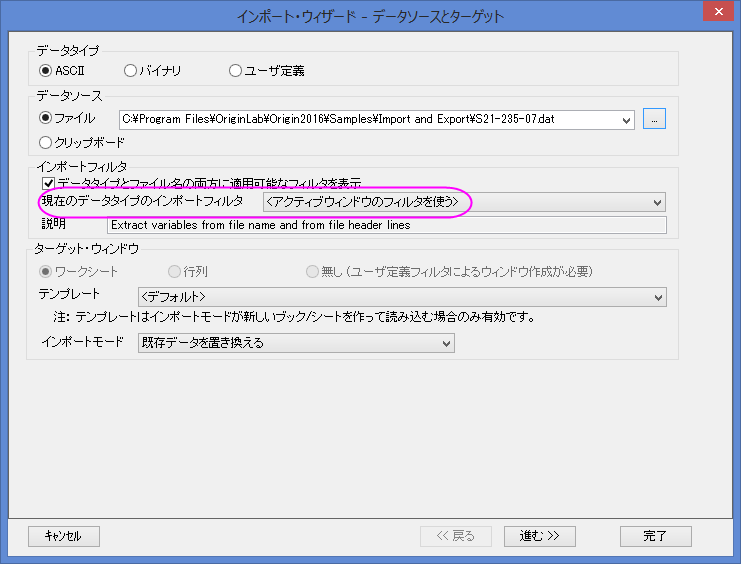 インポート・ウィザード - データソースとターゲット
データタイプ
ASCII バイナリ ユーザ定義
データソース
ファイル C:¥Program Files¥OriginLab¥Origin2016¥Samples¥Import and Export¥S21-235-07.dat ...
クリップボード
インポートフィルタ
データタイプとファイル名の両方に適用可能なフィルタを表示
現在のデータタイプのインポートフィルタ <アクティブウィンドウのフィルタを使う>
説明 Extract variables from file name and from file header lines
ターゲット・ウィンドウ
ワークシート 行列 無し (ユーザ定義フィルタによるウィンドウ作成が必要)
テンプレート <デフォルト>
注: テンプレートはインポートモードが新しいブック/シートを作って読み込む場合のみ有効です。
インポートモード 既存データを置き換える
キャンセル << 戻る 進む >> 完了